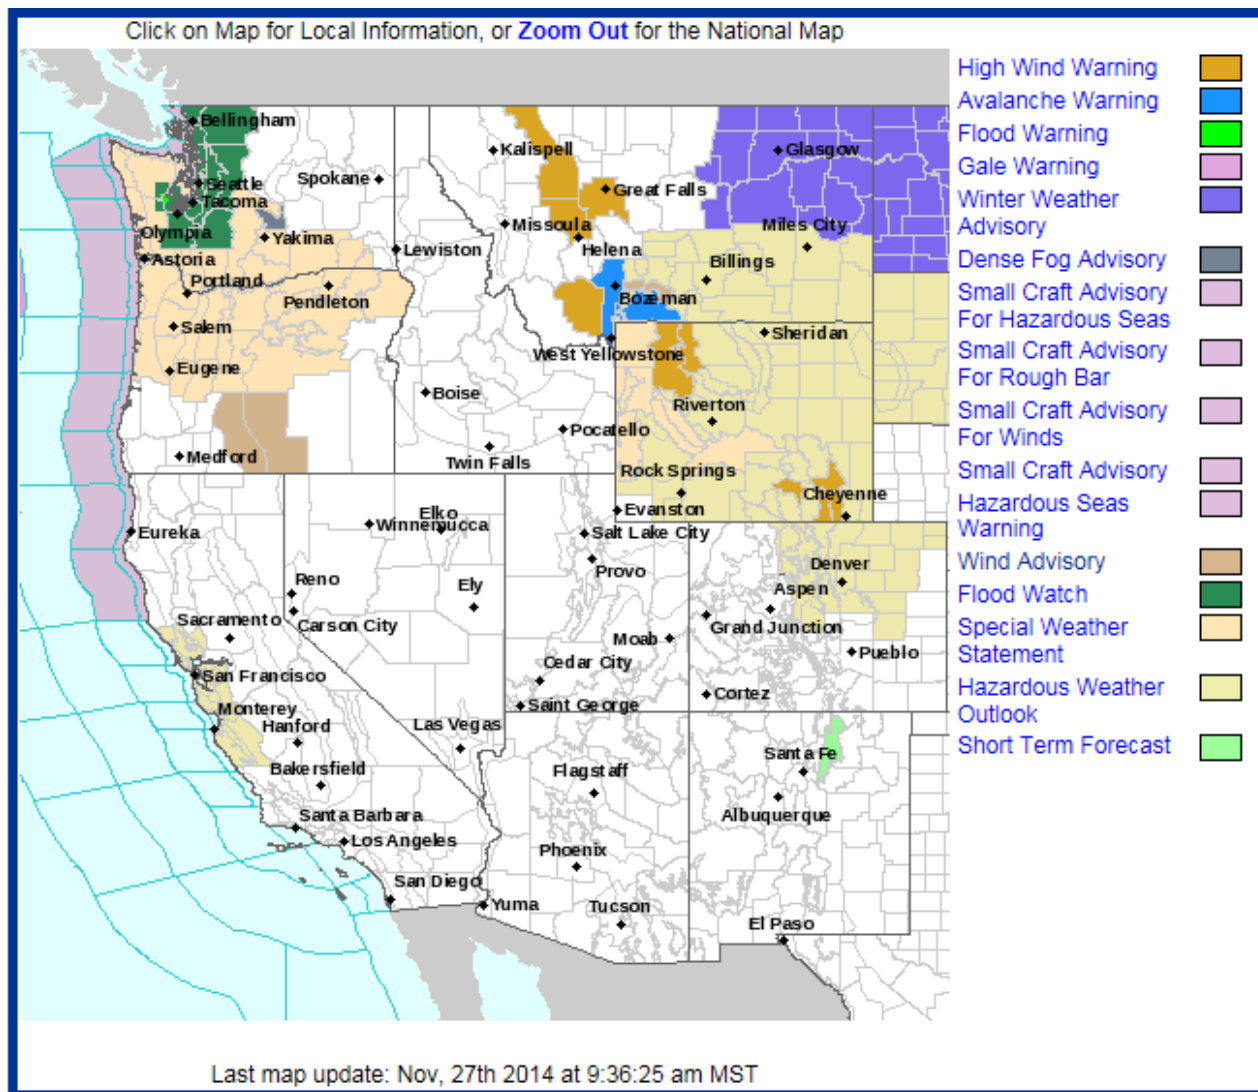 Click on Map for Local Information, or Zoom Out for the National Map
High Wind Warning
Avalanche Warning
Flood Warning
Gale Warning
Winter Weather
Advisory
Dense Fog Advisory
Small Craft Advisory
For Hazardous Seas
Small Craft Advisory
For Rough Bar
Small Craft Advisory
For Winds
Small Craft Advisory
Hazardous Seas
Warning
Wind Advisory
Flood Watch
Special Weather
Statement
Hazardous Weather
Outlook
Short Term Forecast
Bellingham
Kalispell
Glasgow
Seattle
Spokane
Great Falls
Tacoma
Olympia
Yakima
Missoula
Helena
Miles City
Astoria
Lewiston
Billings
Portland
Pendleton
Bozeman
Salem
Sheridan
West Yellowstone
Eugene
Boise
Riverton
Pocatello
Medford
Twin Falls
Rock Springs
Cheyenne
Evanston
Eureka
Elko
Winnemucca
Salt Lake City
Provo
Denver
Reno
Ely
Aspen
Sacramento
Carson City
Grand Junction
Moab
Pueblo
San Francisco
Cedar City
Cortez
Saint George
Monterey
Hanford
Las Vegas
Bakersfield
Flagstaff
Santa Fe
Albuquerque
Santa Barbara
Los Angeles
Phoenix
San Diego
Yuma
Tucson
El Paso
Last map update: Nov, 27th 2014 at 9:36:25 am MST